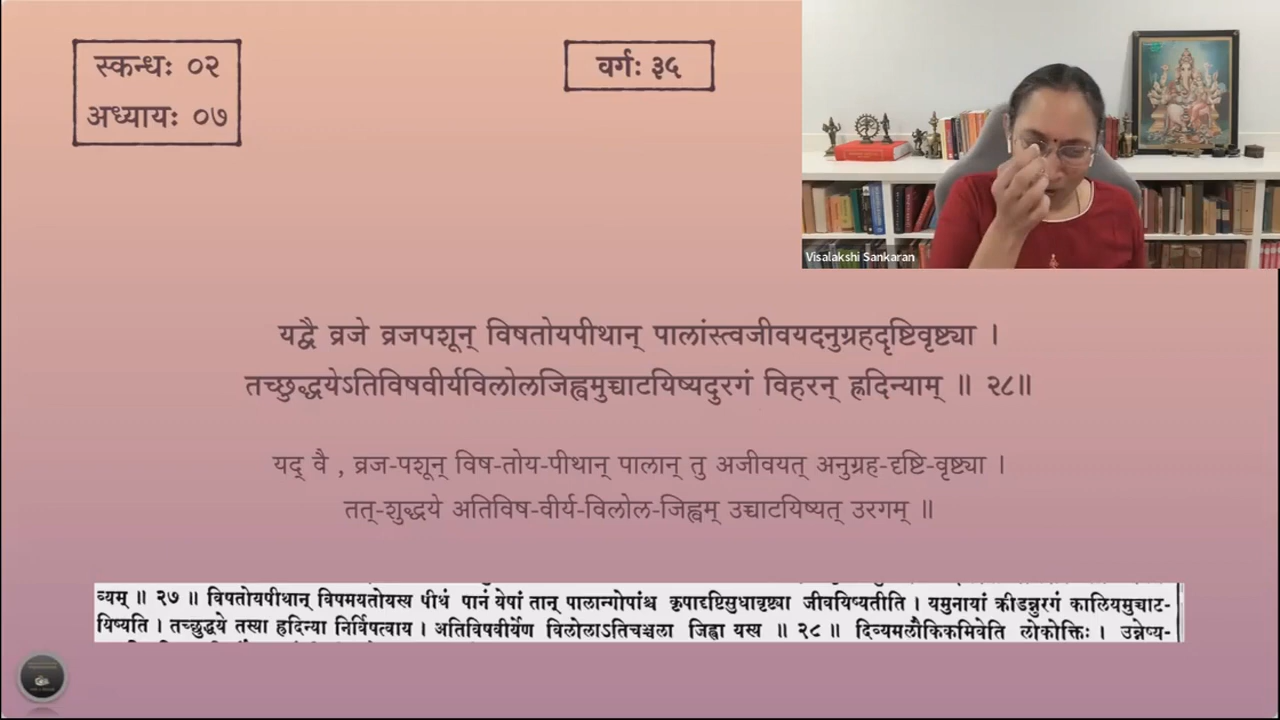 स्कन्धः ०२
अध्यायः ०७
वर्गः ३५
Visalakshi Sankaran
यद्वै व्रजे व्रजपशून् विषतोयपीथान् पालांस्त्वजीवयदनुग्रहदृष्टिवृष्ट्या ।
तच्छुद्धयेऽतिविषवीर्यविलोलजिह्वमुच्चाटयिष्यदुरगं विहरन् ह्रदिन्याम् ॥ २८॥
यद् वै , व्रज-पशून् विष-तोय-पीथान् पालान् तु अजीवयत् अनुग्रह-दृष्टि-वृष्ट्या ।
तत्-शुद्धये अतिविष-वीर्य-विलोल-जिह्वम् उच्चाटयिष्यत् उरगम् ॥
व्यम् ॥ २७ ॥ विषतोयपीथान् विषमयतोयस्य पीथं पानं येषां तान् पालान्गोपांश्च कृपादृष्टिसुधावृष्ट्या जीवयिष्यतीति । यमुनायां क्रीडन्नुरगं कालियमुच्चाट-
यिष्यति । तच्छुद्धये तस्या ह्रदिन्या निर्विषत्वाय । अतिविषवीर्येण विलोलाऽतिचञ्चला जिह्वा यस्य ॥ २८ ॥ दिव्यमलौकिकमिवेति लोकोक्तिः । उन्नेष्य-